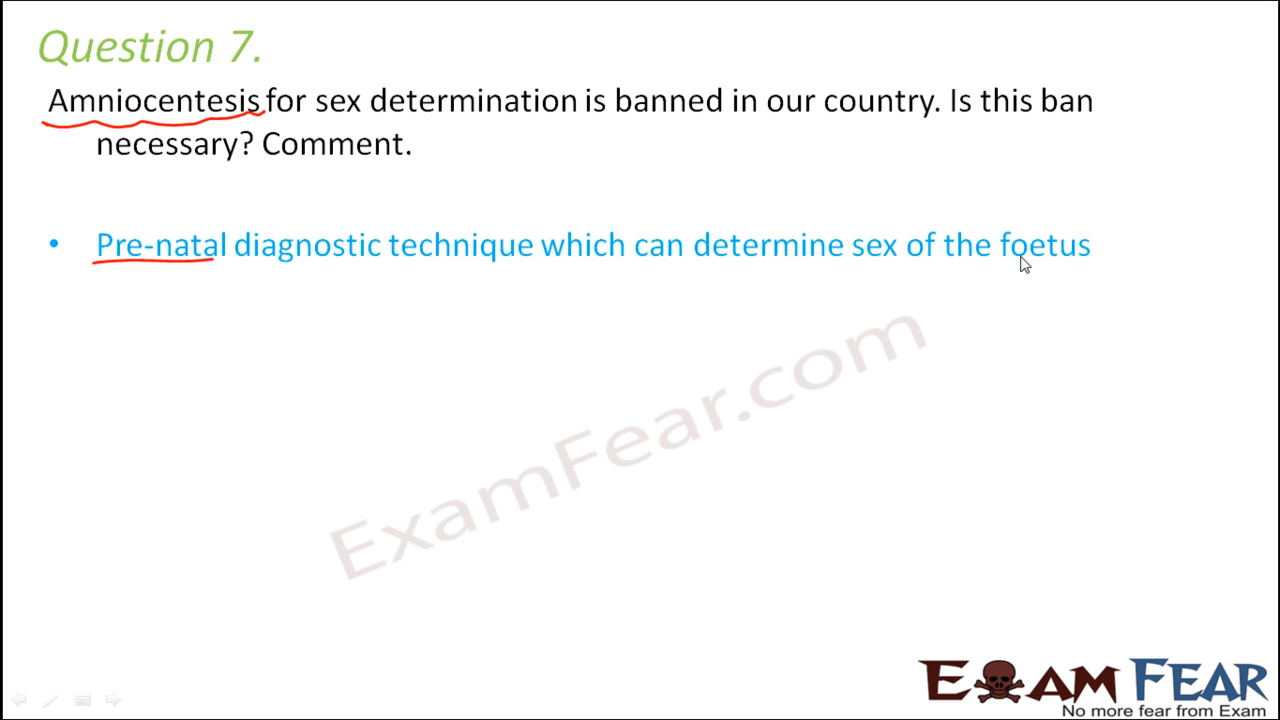 Question 7.
Amniocentesis for sex determination is banned in our country. Is this ban
necessary? Comment.
• Pre-natal diagnostic technique which can determine sex of the foetus
ExamFear.com
EXAM FEAR
No more fear from Exam